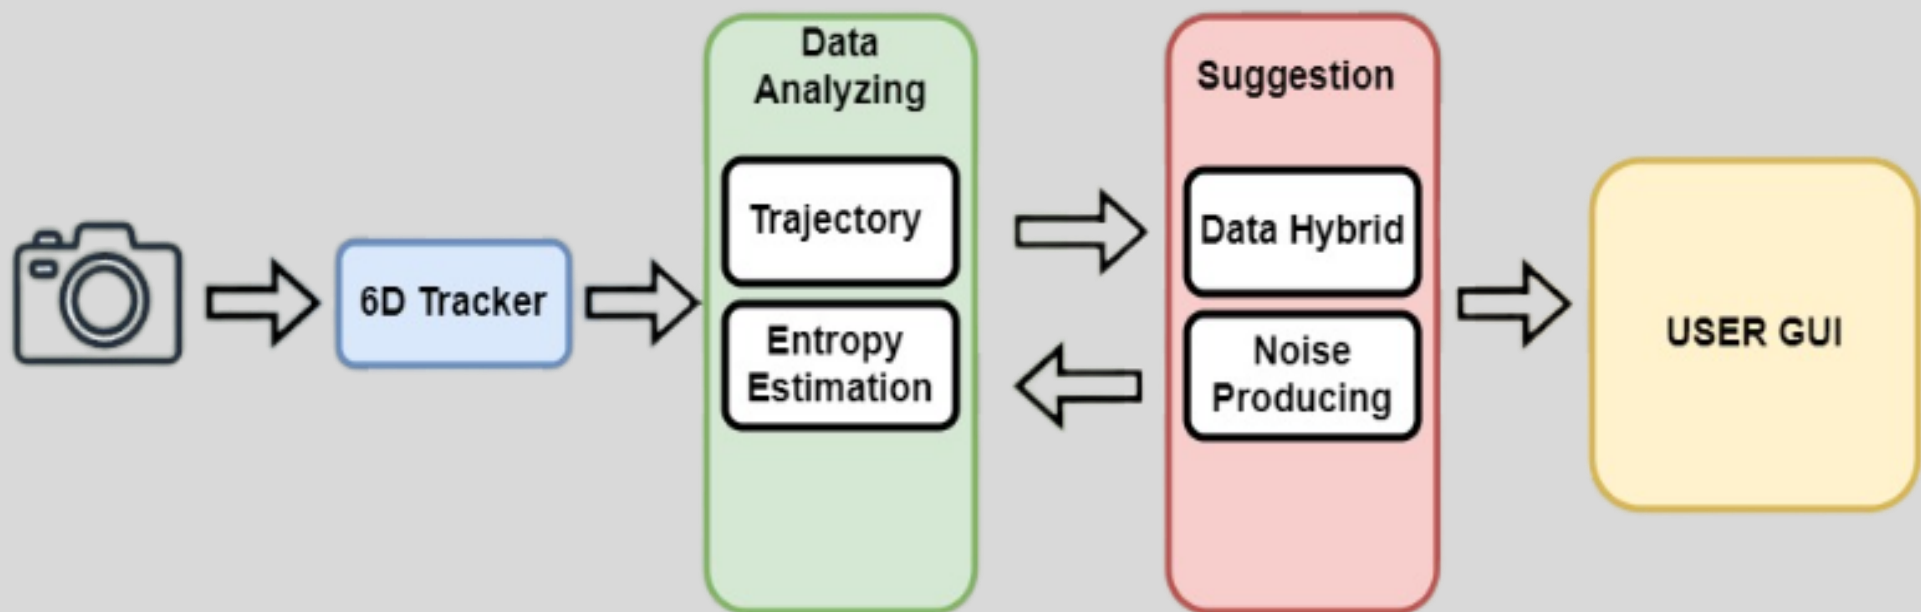 6D Tracker
Data
Analyzing
Trajectory
Entropy
Estimation
Suggestion
Data Hybrid
Noise
Producing
USER GUI